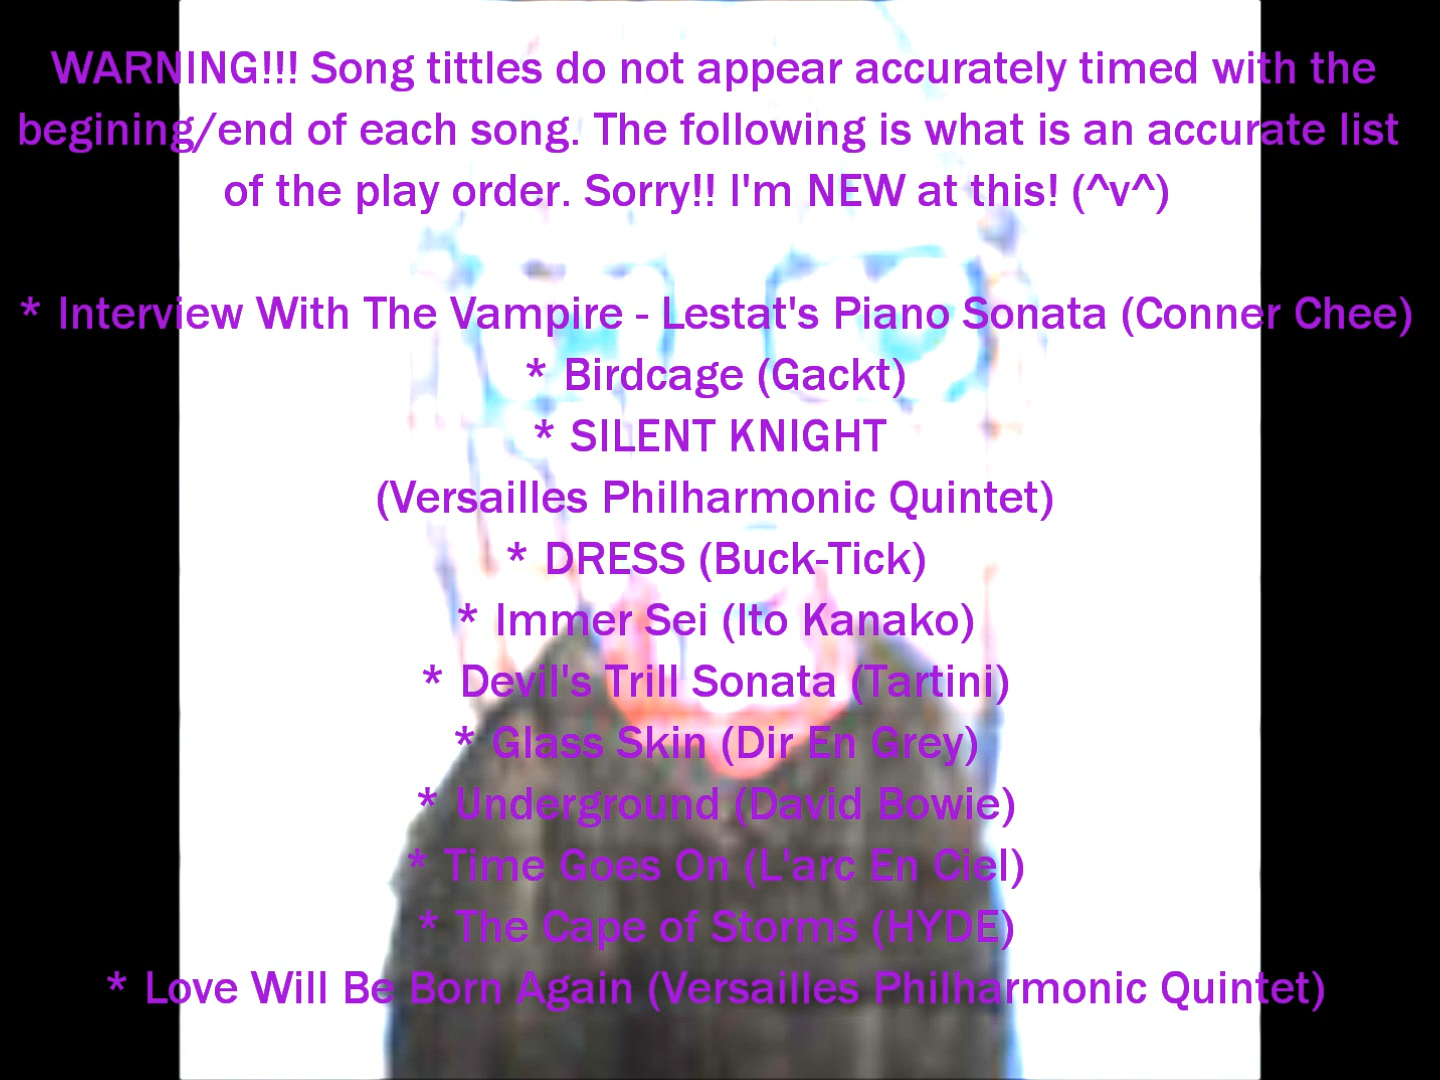 WARNING!!! Song tittles do not appear accurately timed with the
begining/end of each song. The following is what is an accurate list
of the play order. Sorry!! I'm NEW at this! (^v^)
* Interview With The Vampire - Lestat's Piano Sonata (Conner Chee)
* Birdcage (Gackt)
* SILENT KNIGHT
(Versailles Philharmonic Quintet)
* DRESS (Buck-Tick)
* Immer Sei (Ito Kanako)
* Devil's Trill Sonata (Tartini)
* Glass Skin (Dir En Grey)
* Underground (David Bowie)
* Time Goes On (L'arc En Ciel)
* The Cape of Storms (HYDE)
* Love Will Be Born Again (Versailles Philharmonic Quintet)